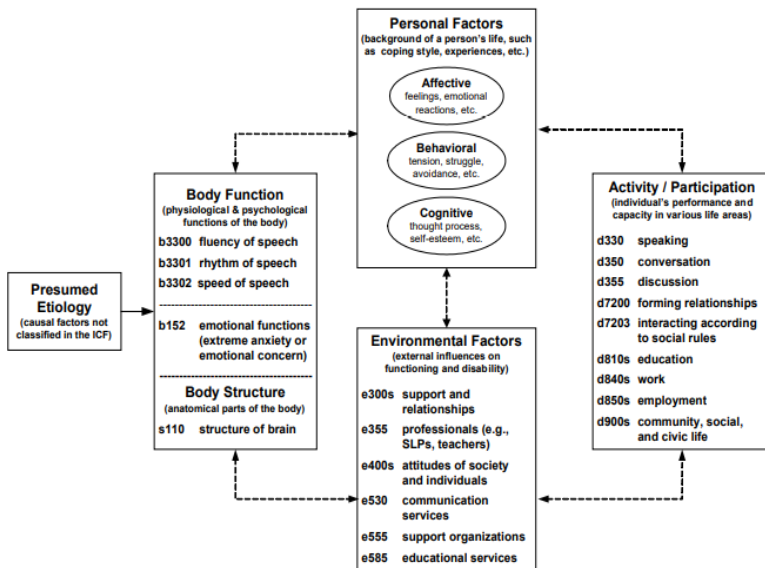 Personal Factors
(background of a person's life, such
as coping style, experiences, etc.)
Affective
feelings, emotional
reactions, etc.
Behavioral
tension, struggle,
avoidance, etc.
Cognitive
thought process,
self-esteem, etc.
Presumed
Etiology
(causal factors not
classified in the ICF)
Body Function
(physiological & psychological
functions of the body)
b3300 fluency of speech
b3301 rhythm of speech
b3302 speed of speech
b152 emotional functions
(extreme anxiety or
emotional concern)
Body Structure
(anatomical parts of the body)
s110 structure of brain
Environmental Factors
(external influences on
functioning and disability)
e300s support and
relationships
e355 professionals (e.g.,
SLPs, teachers)
e400s attitudes of society
and individuals
e530 communication
services
e555 support organizations
e585 educational services
Activity / Participation
(individual's performance and
capacity in various life areas)
d330 speaking
d350 conversation
d355 discussion
d7200 forming relationships
d7203 interacting according
to social rules
d810s education
d840s work
d850s employment
d900s community, social,
and civic life